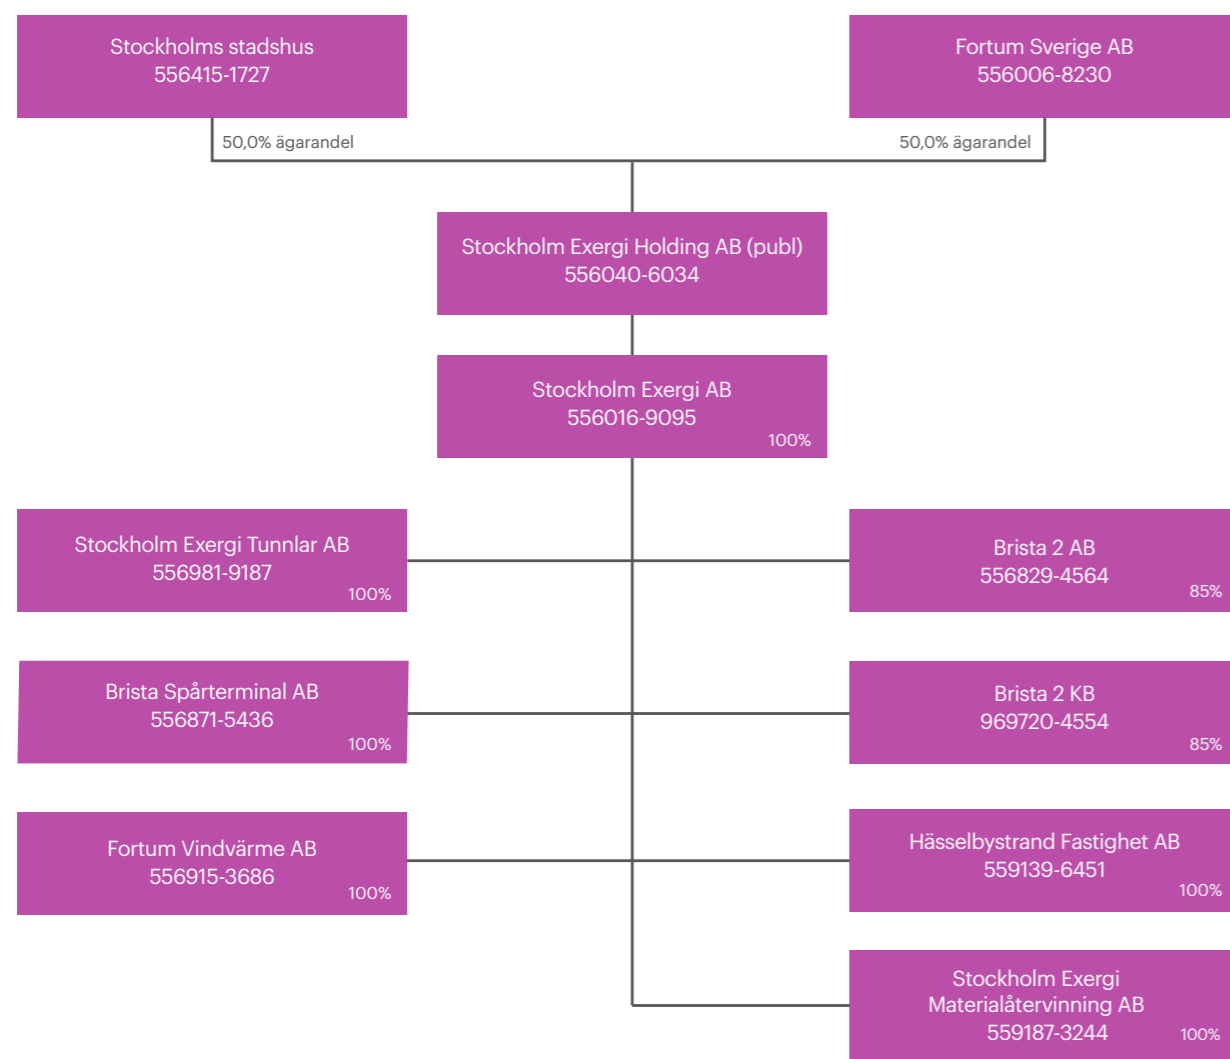 Stockholms stadshus
556415-1727
Fortum Sverige AB
556006-8230
50,0% ägarandel
50,0% ägarandel
Stockholm Exergi Holding AB (publ)
556040-6034
Stockholm Exergi AB
556016-9095
100%
Stockholm Exergi Tunnlar AB
556981-9187
100%
Brista 2 AB
556829-4564
85%
Brista Spårterminal AB
556871-5436
100%
Brista 2 KB
969720-4554
85%
Fortum Vindvärme AB
556915-3686
100%
Hässelbystrand Fastighet AB
559139-6451
100%
Stockholm Exergi
Materialåtervinning AB
559187-3244
100%